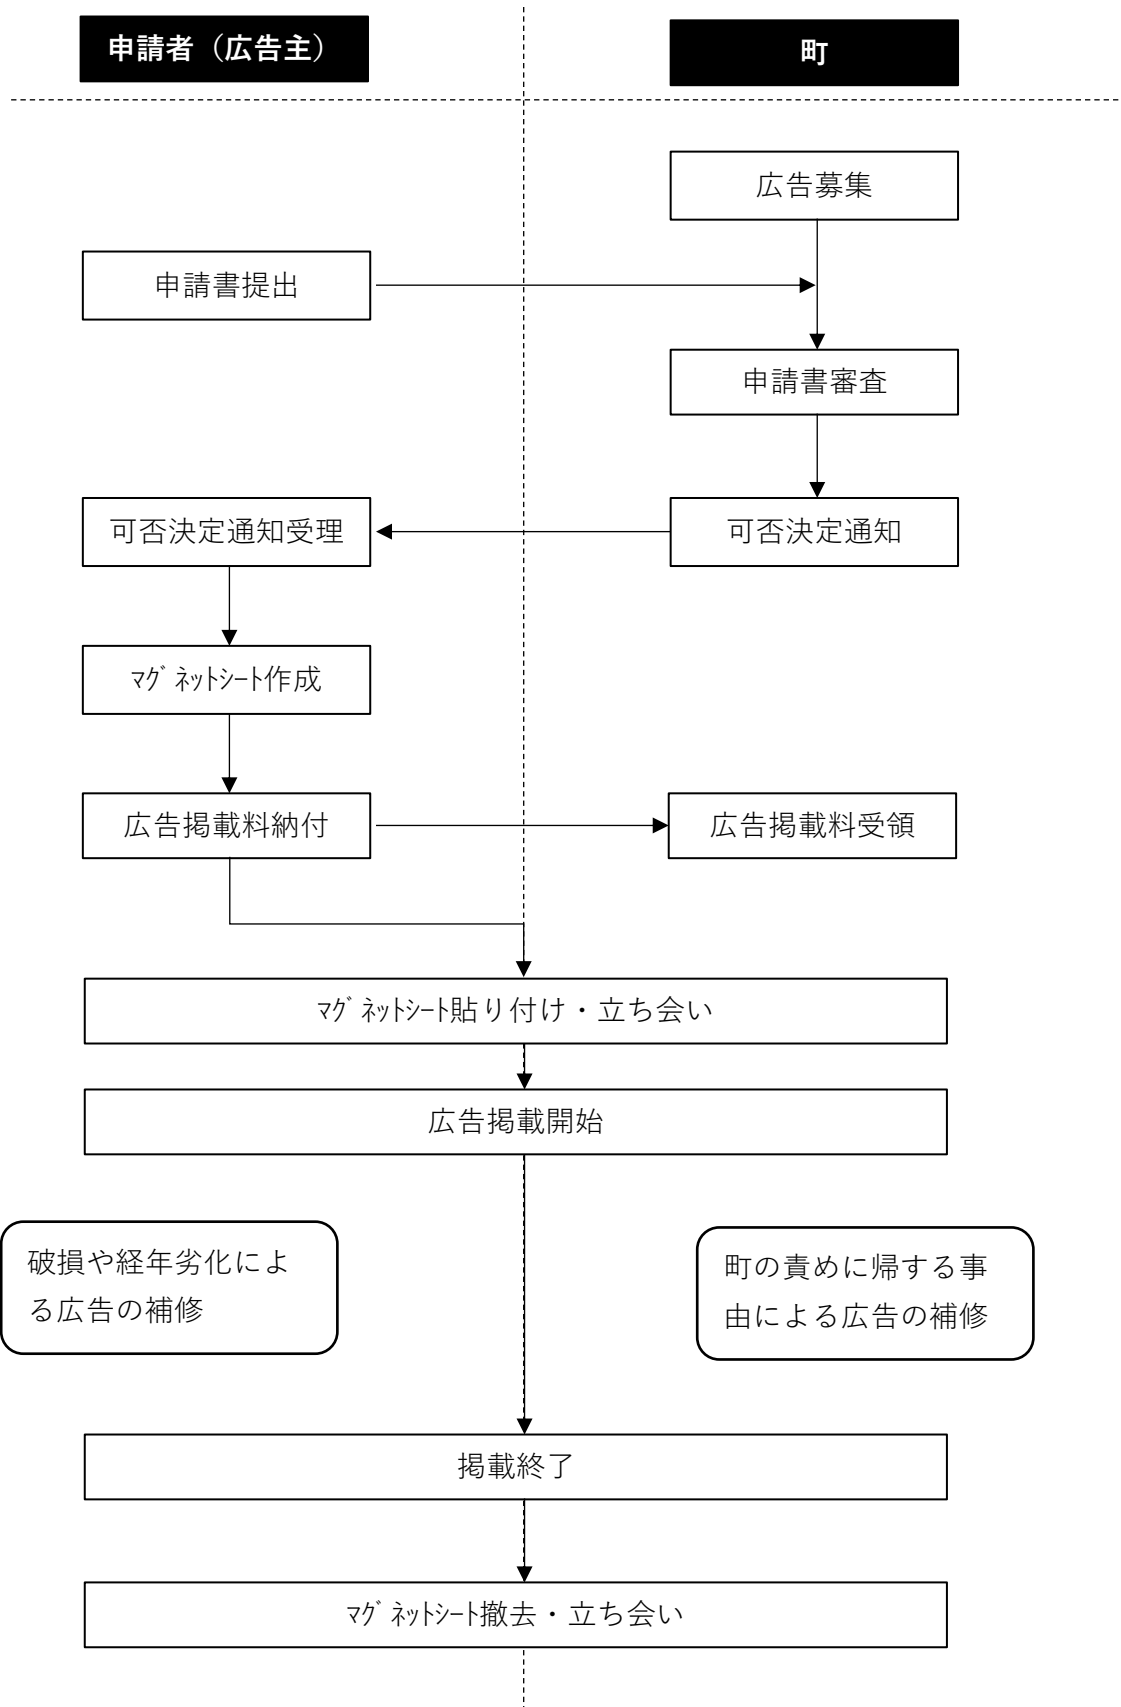 申請者（広告主）
町
広告募集
申請書提出
申請書審査
可否決定通知受理
可否決定通知
ﾏｸﾞﾈｯﾄｼｰﾄ作成
広告掲載料納付
広告掲載料受領
ﾏｸﾞﾈｯﾄｼｰﾄ貼り付け・立ち会い
広告掲載開始
破損や経年劣化によ
る広告の補修
町の責めに帰する事
由による広告の補修
掲載終了
ﾏｸﾞﾈｯﾄｼｰﾄ撤去・立ち会い